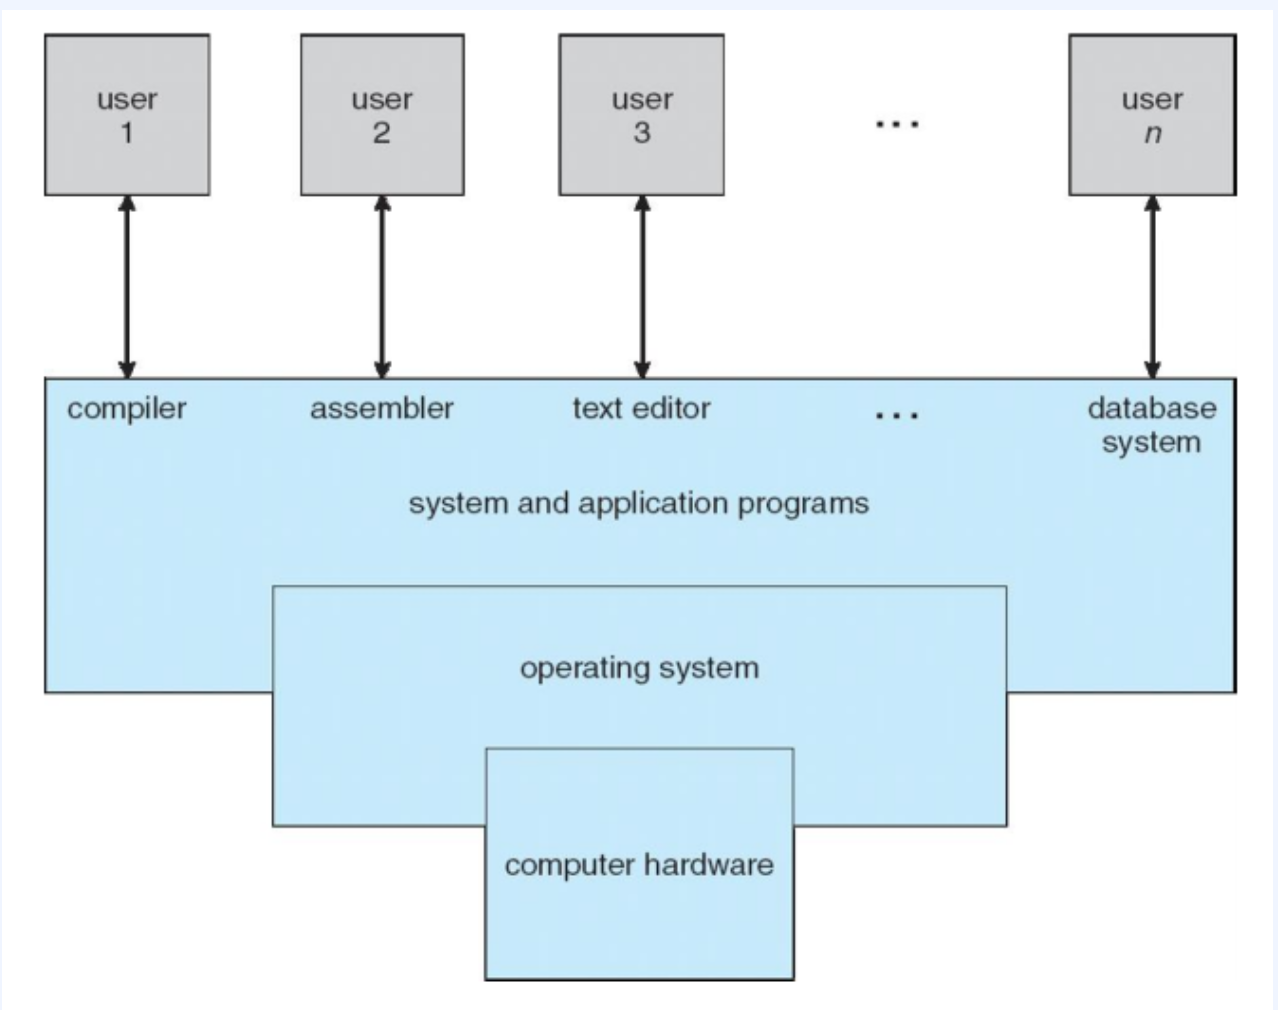 user
1
user
2
user
3
...
user
n
compiler
assembler
text editor
...
database
system
system and application programs
operating system
computer hardware